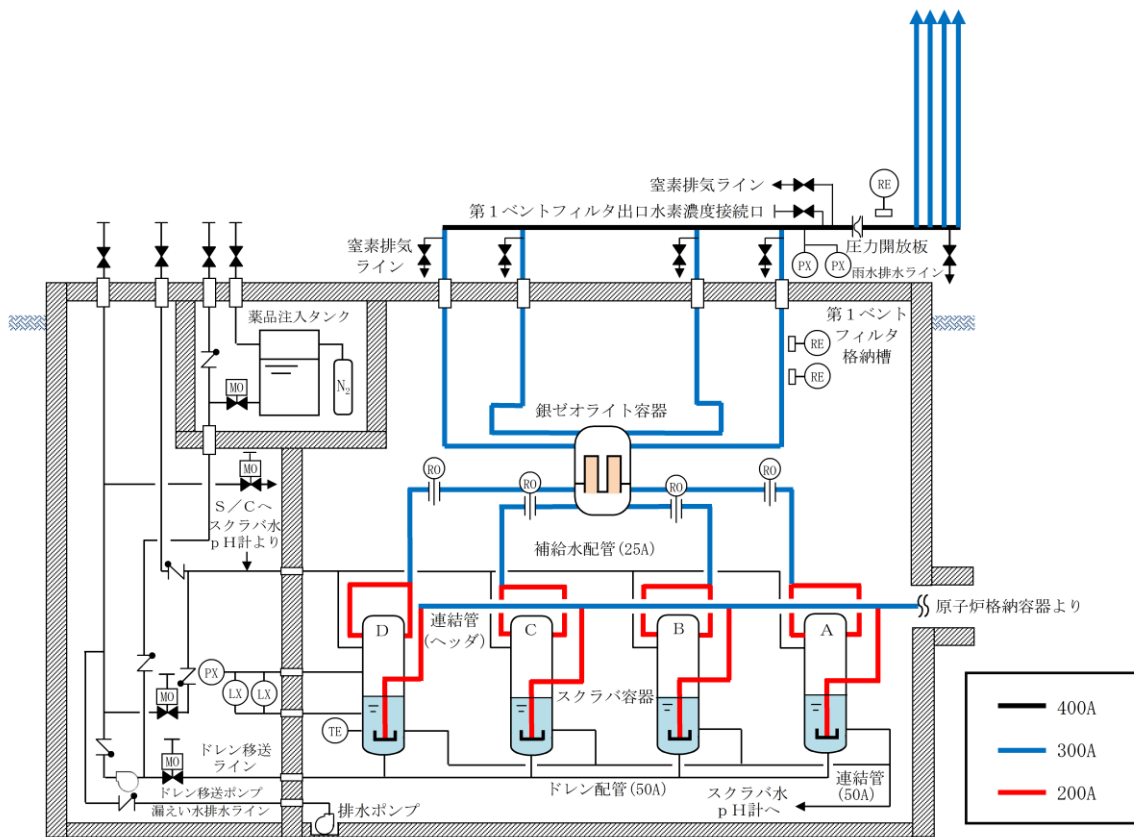 窒素排気ライン
RE
第１ベントフィルタ出口水素濃度接続口
窒素排気
ライン
圧力開放板
PX
PX
雨水排水ライン
薬品注入タンク
第１ベント
フィルタ
格納槽
RE
RE
MO
N₂
銀ゼオライト容器
MO
RO
RO
RO
RO
S／Cへ
スクラバ水
pH計より
補給水配管(25A)
原子炉格納容器より
連結管
(ヘッダ)
D
C
B
A
PX
LX
LX
スクラバ容器
MO
TE
400A
300A
200A
ドレン移送
ライン
MO
ドレン移送ポンプ
漏えい水排水ライン
排水ポンプ
ドレン配管(50A)
スクラバ水
pH計へ
連結管
(50A)